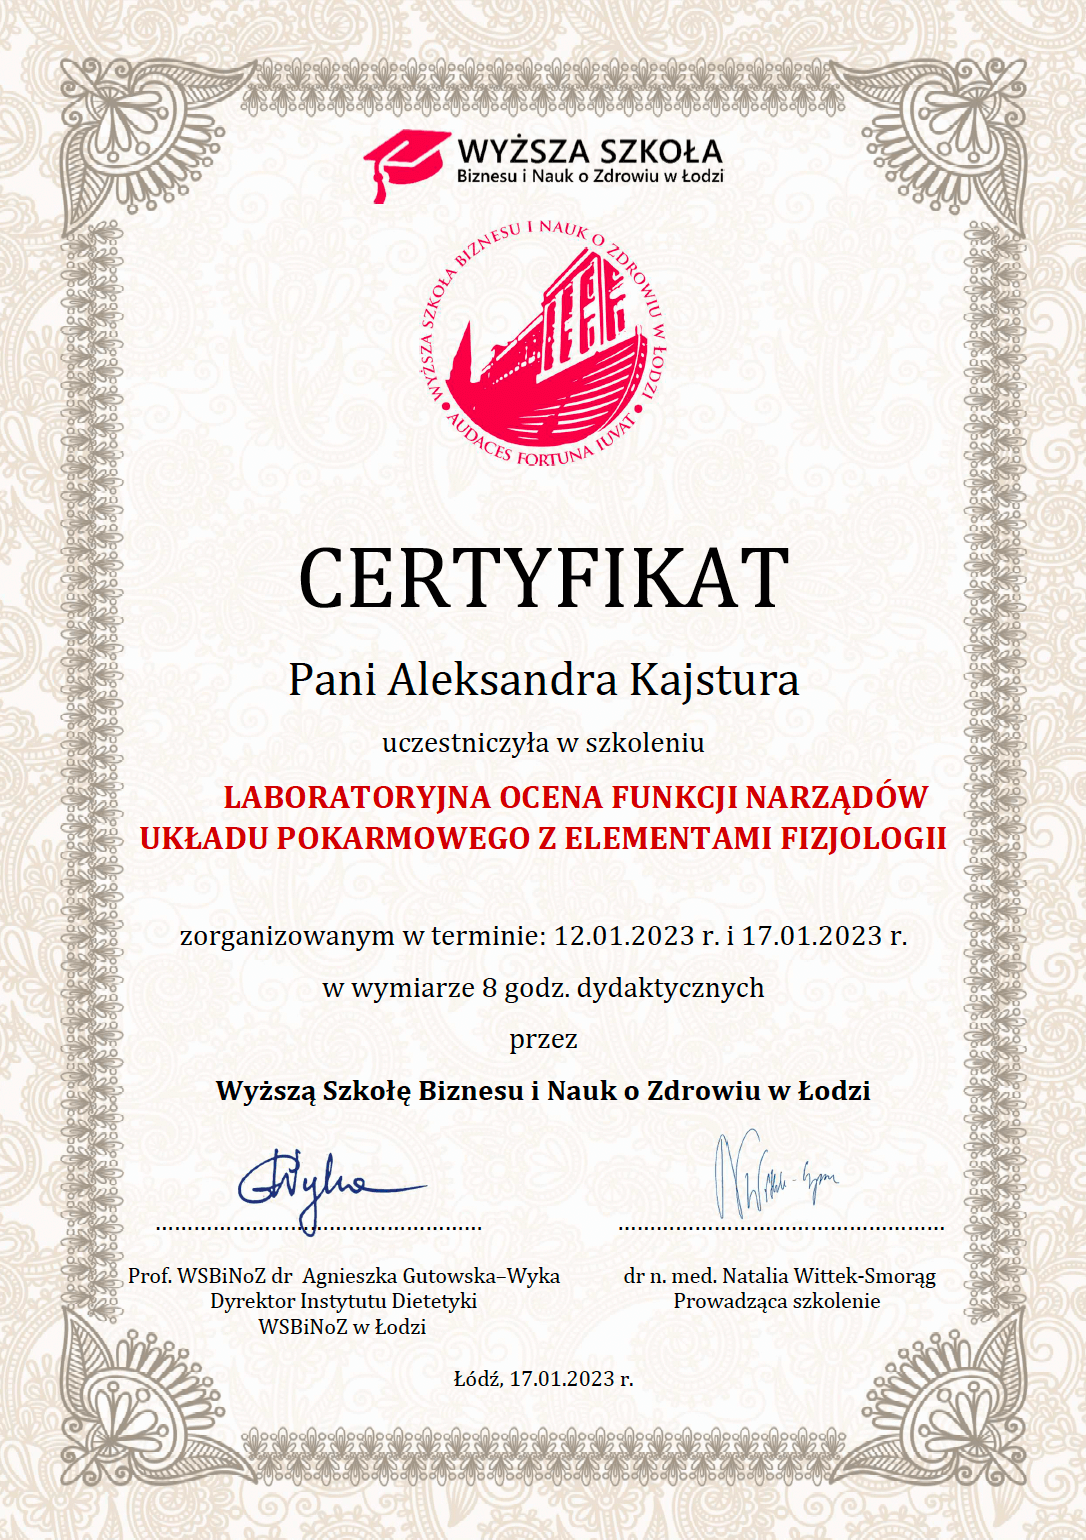 WYŻSZA SZKOŁA
Biznesu i Nauk o Zdrowiu w Łodzi
WYŻSZA SZKOŁA BIZNESU I NAUK O ZDROWIU W ŁODZI
AUDACES FORTUNA IUVAT
CERTYFIKAT
Pani Aleksandra Kajstura
uczestniczyła w szkoleniu
LABORATORYJNA OCENA FUNKCJI NARZĄDÓW
UKŁADU POKARMOWEGO Z ELEMENTAMI FIZJOLOGII
zorganizowanym w terminie: 12.01.2023 r. i 17.01.2023 r.
w wymiarze 8 godz. dydaktycznych
przez
Wyższą Szkołę Biznesu i Nauk o Zdrowiu w Łodzi
Prof. WSBiNoZ dr Agnieszka Gutowska–Wyka
Dyrektor Instytutu Dietetyki
WSBiNoZ w Łodzi
dr n. med. Natalia Wittek-Smorąg
Prowadząca szkolenie
Łódź, 17.01.2023 r.